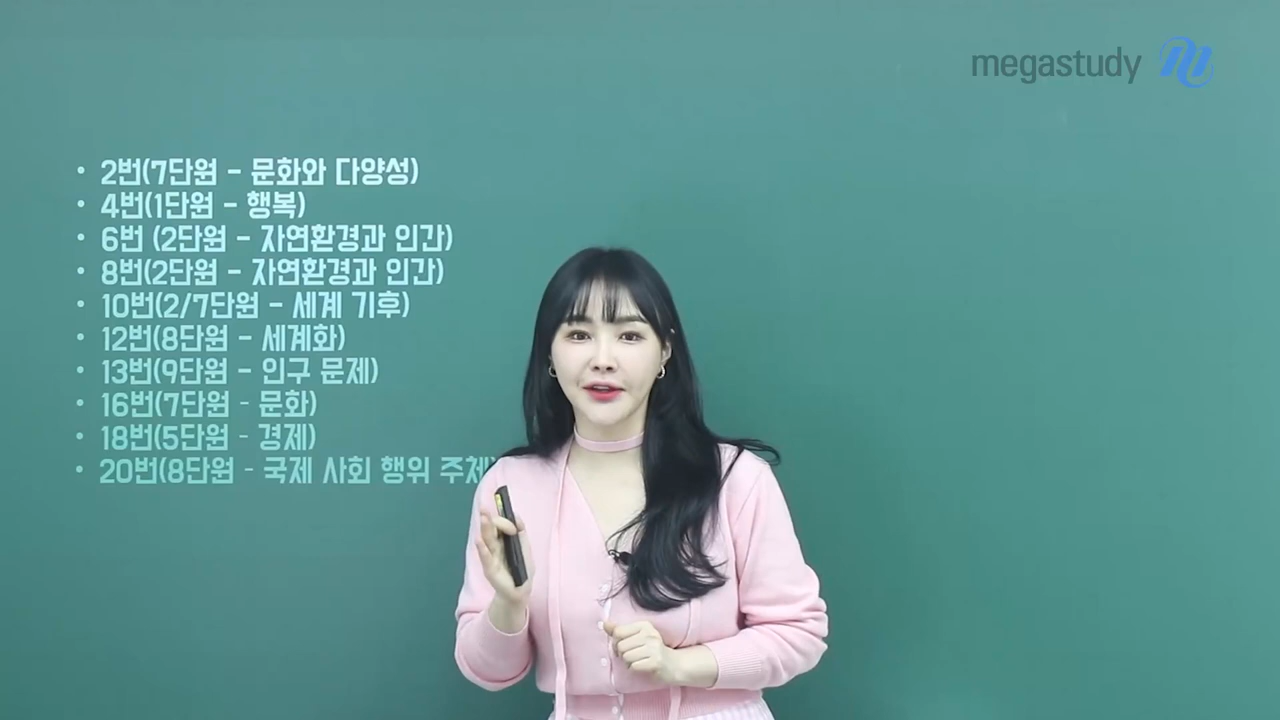 megastudy
• 2번(7단원 - 문화와 다양성)
• 4번(1단원 - 행복)
• 6번 (2단원 - 자연환경과 인간)
• 8번(2단원 - 자연환경과 인간)
• 10번(2/7단원 - 세계 기후)
• 12번(8단원 - 세계화)
• 13번(9단원 - 인구 문제)
• 16번(7단원 - 문화)
• 18번(5단원 - 경제)
• 20번(8단원 - 국제 사회 행위 주체)